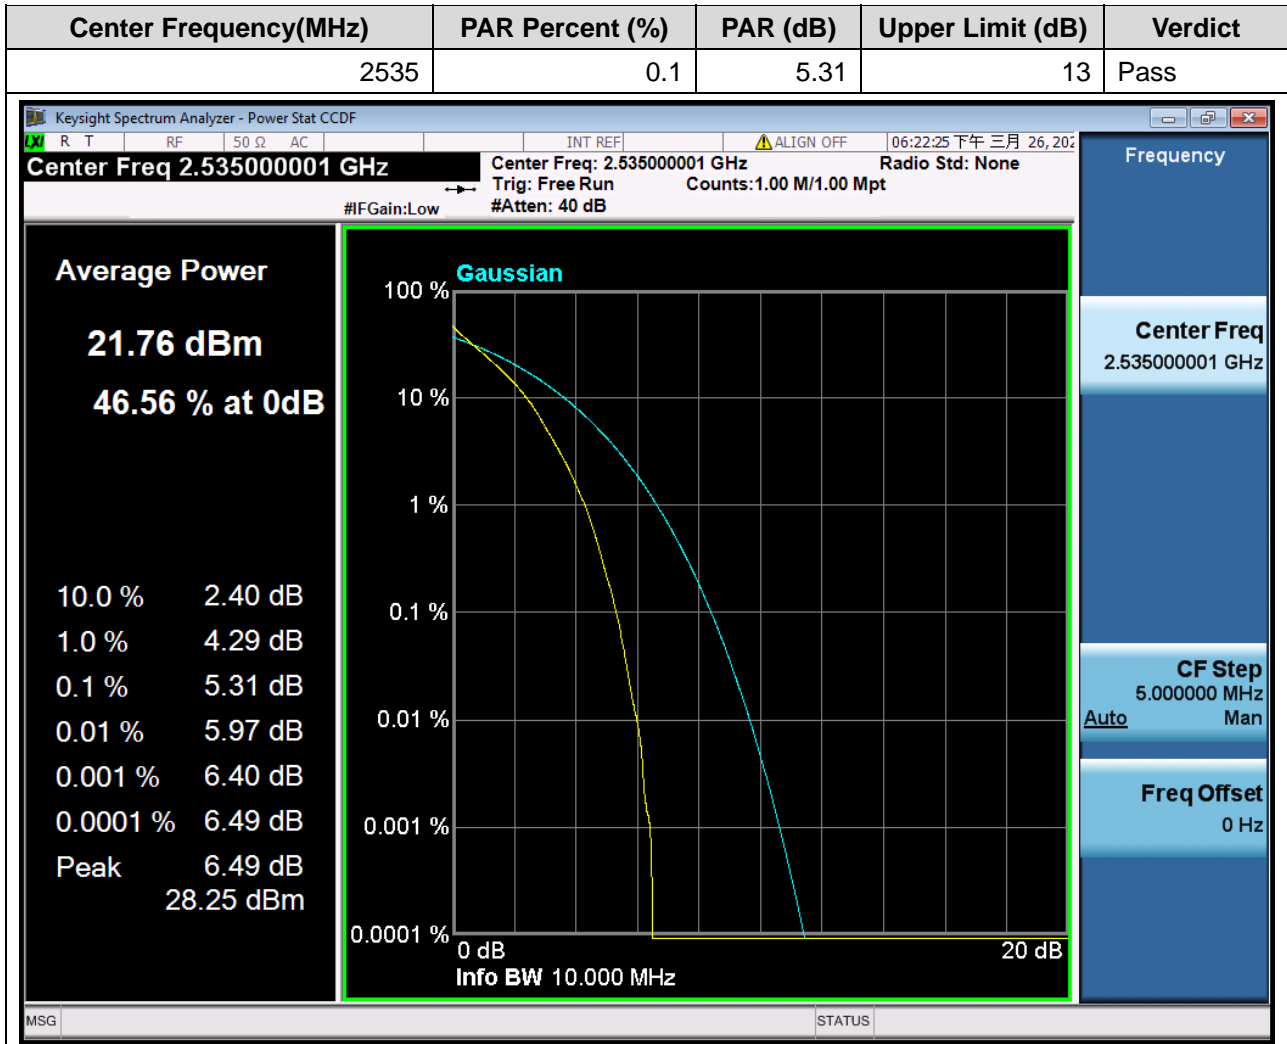 Center Frequency(MHz) PAR Percent (%) PAR (dB) Upper Limit (dB) Verdict
2535 0.1 5.31 13 Pass
Keysight Spectrum Analyzer - Power Stat CCDF
LXI R T RF 50 Ω AC INT REF ALIGN OFF 06:22:25 下午 三月 26, 202
Center Freq 2.535000001 GHz
#IFGain:Low
Center Freq: 2.535000001 GHz Radio Std: None
Trig: Free Run Counts:1.00 M/1.00 Mpt
#Atten: 40 dB
Average Power
21.76 dBm
46.56 % at 0dB
10.0 % 2.40 dB
1.0 % 4.29 dB
0.1 % 5.31 dB
0.01 % 5.97 dB
0.001 % 6.40 dB
0.0001 % 6.49 dB
Peak 6.49 dB
28.25 dBm
Gaussian
100 %
10 %
1 %
0.1 %
0.01 %
0.001 %
0.0001 %
0 dB 20 dB
Info BW 10.000 MHz
Frequency
Center Freq
2.535000001 GHz
CF Step
5.000000 MHz
Auto Man
Freq Offset
0 Hz
MSG STATUS